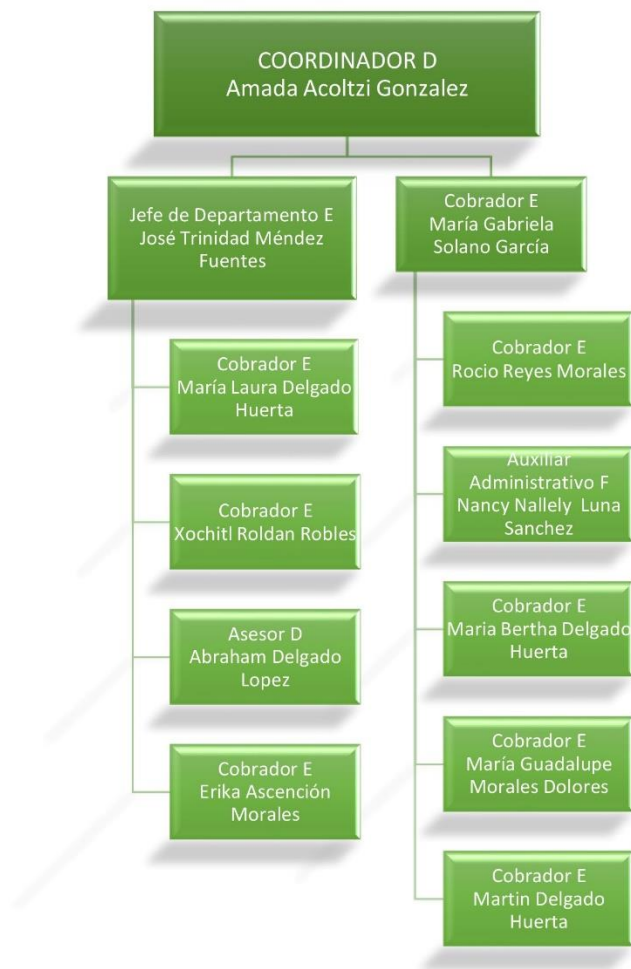 COORDINADOR D
Amada Acoltzi Gonzalez
Jefe de Departamento E
José Trinidad Méndez
Fuentes
Cobrador E
María Laura Delgado
Huerta
Cobrador E
Xochitl Roldan Robles
Asesor D
Abraham Delgado
Lopez
Cobrador E
Erika Ascención
Morales
Cobrador E
María Gabriela
Solano García
Cobrador E
Rocio Reyes Morales
Auxiliar
Administrativo F
Nancy Nallely Luna
Sanchez
Cobrador E
Maria Bertha Delgado
Huerta
Cobrador E
María Guadalupe
Morales Dolores
Cobrador E
Martin Delgado
Huerta